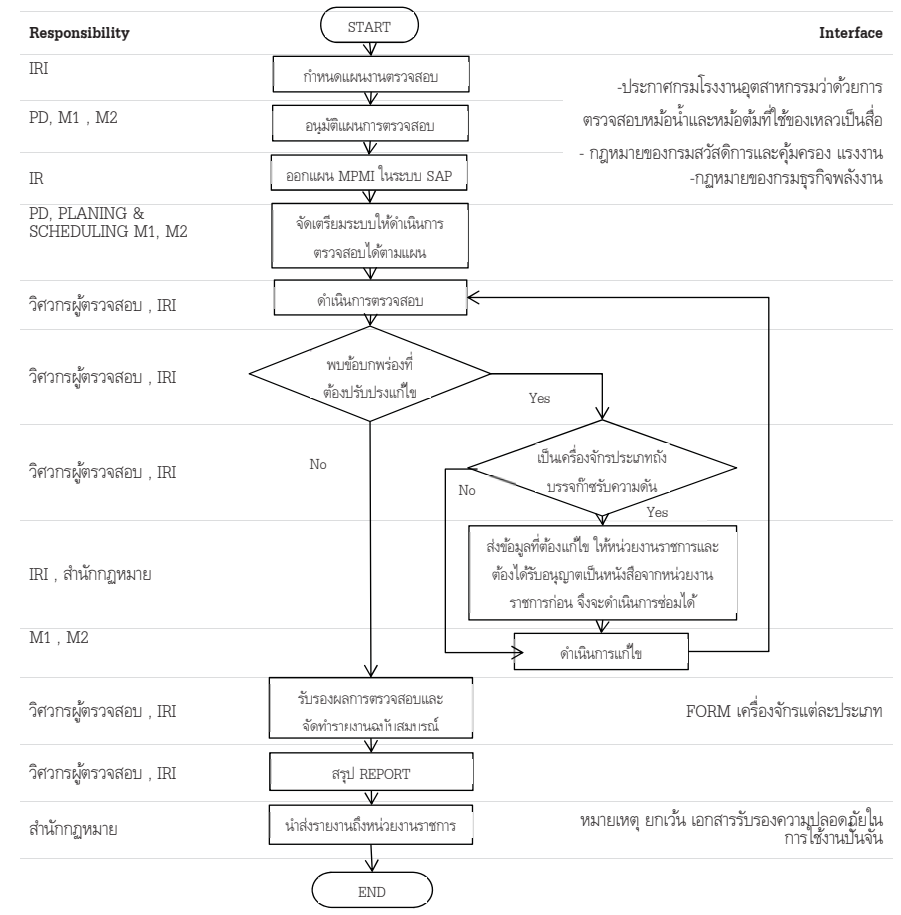 START
Responsibility
Interface
IRI
กำหนดแผนงานตรวจสอบ
-ประกาศกรมโรงงานอุตสาหกรรมว่าด้วยการ
PD, M1 , M2
ตรวจสอบหม้อน้ำและหม้อต้มที่ใช้ของเหลวเป็นสื่อ
อนุมัติแผนการตรวจสอบ
- กฎหมายของกรมสวัสดิการและคุ้มครอง แรงงาน
IR
ออกแผน MPMI ในระบบ SAP
-กฏหมายของกรมธุรกิจพลังงาน
PD, PLANING &
SCHEDULING M1, M2
จัดเตรียมระบบให้ดำเนินการ
ตรวจสอบได้ตามแผน
วิศวกรผู้ตรวจสอบ , IRI
ดำเนินการตรวจสอบ
พบข้อบกพร่องที่
ต้องปรับปรุงแก้ไข
วิศวกรผู้ตรวจสอบ , IRI
Yes
เป็นเครื่องจักรประเภทถัง
บรรจุก๊าซรับความดัน
วิศวกรผู้ตรวจสอบ , IRI
No
No
Yes
ส่งข้อมูลที่ต้องแก้ไข ให้หน่วยงานราชการและ
ต้องได้รับอนุญาตเป็นหนังสือจากหน่วยงาน
ราชการก่อน จึงจะดำเนินการซ่อมได้
IRI , สำนักกฏหมาย
M1 , M2
ดำเนินการแก้ไข
รับรองผลการตรวจสอบและ
จัดทำรายงานฉบับสมบูรณ์
วิศวกรผู้ตรวจสอบ , IRI
FORM เครื่องจักรแต่ละประเภท
วิศวกรผู้ตรวจสอบ , IRI
สรุป REPORT
สำนักกฏหมาย
นำส่งรายงานถึงหน่วยงานราชการ
หมายเหตุ ยกเว้น เอกสารรับรองความปลอดภัยใน
การใช้งานปั้นจั่น
END